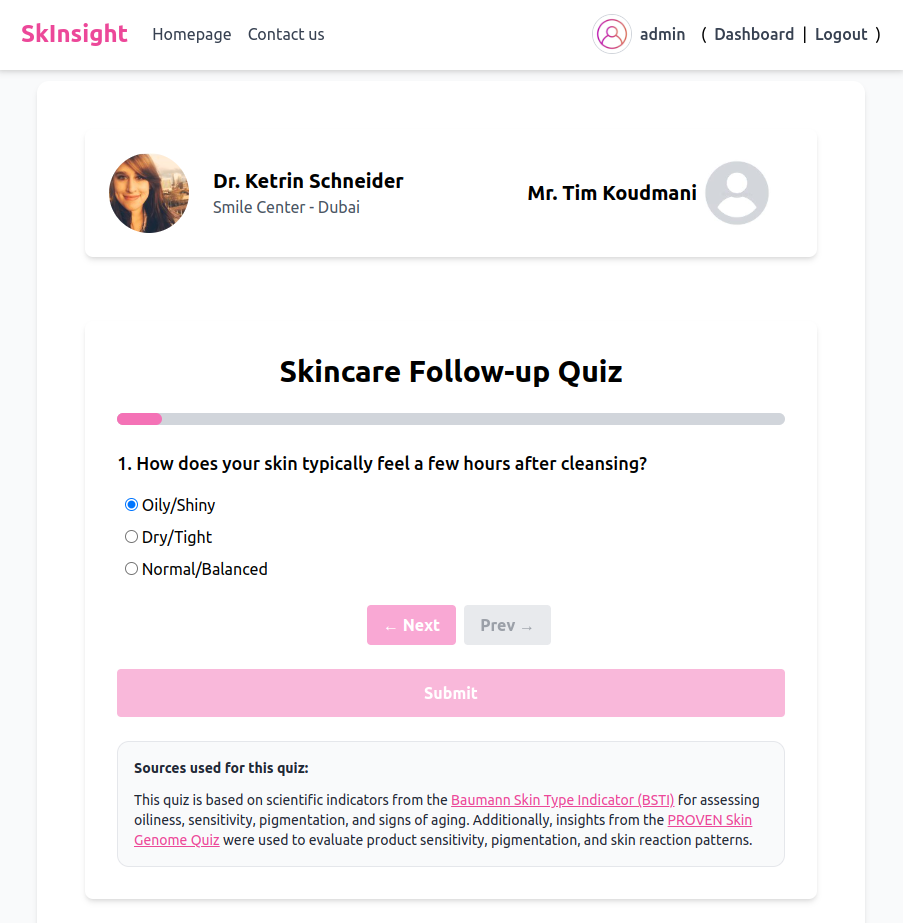 SkInsight Homepage Contact us admin ( Dashboard | Logout )
Dr. Ketrin Schneider
Smile Center - Dubai
Mr. Tim Koudmani
Skincare Follow-up Quiz
1. How does your skin typically feel a few hours after cleansing?
Oily/Shiny
Dry/Tight
Normal/Balanced
← Next Prev →
Submit
Sources used for this quiz:
This quiz is based on scientific indicators from the Baumann Skin Type Indicator (BSTI) for assessing
oiliness, sensitivity, pigmentation, and signs of aging. Additionally, insights from the PROVEN Skin
Genome Quiz were used to evaluate product sensitivity, pigmentation, and skin reaction patterns.